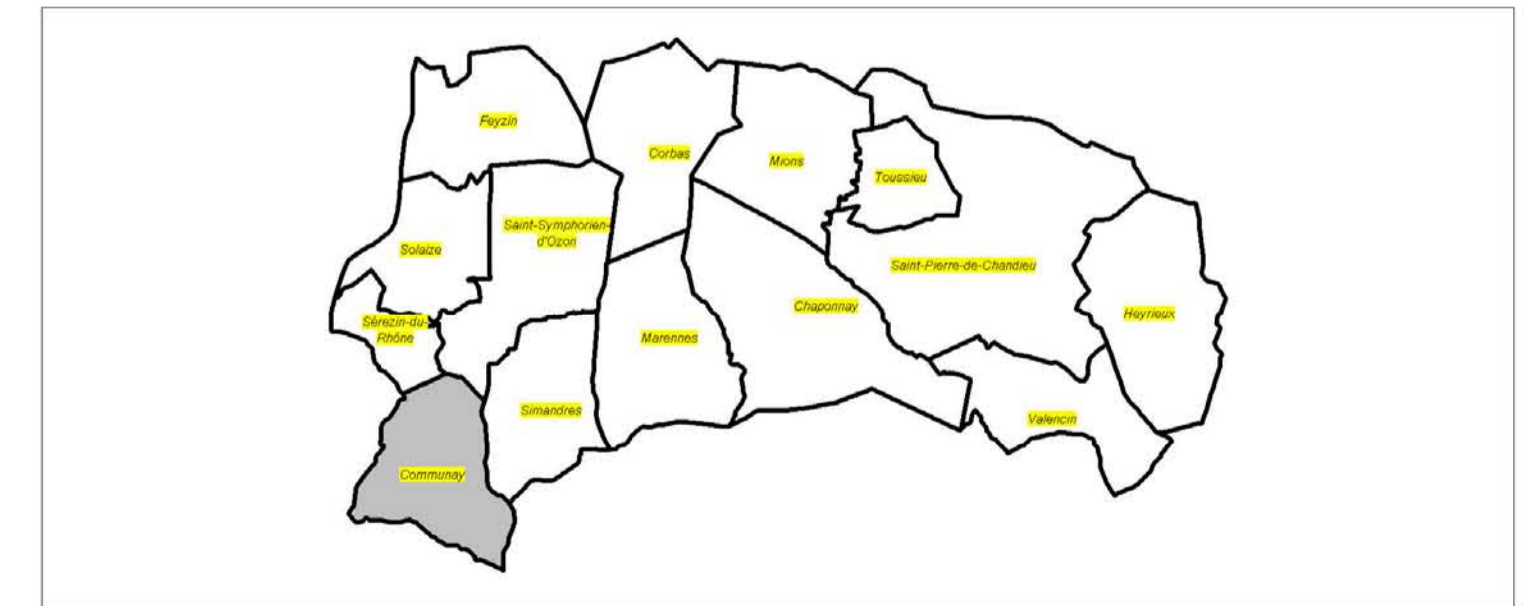 Feyzin
Corbas
Mions
Toussieu
Saint-Symphorien-
d'Ozon
Solaize
Saint-Pierre-de-Chandieu
Chaponnay
Heyrieux
Sérezin-du-
Rhône
Marennes
Simandres
Valencin
Communay